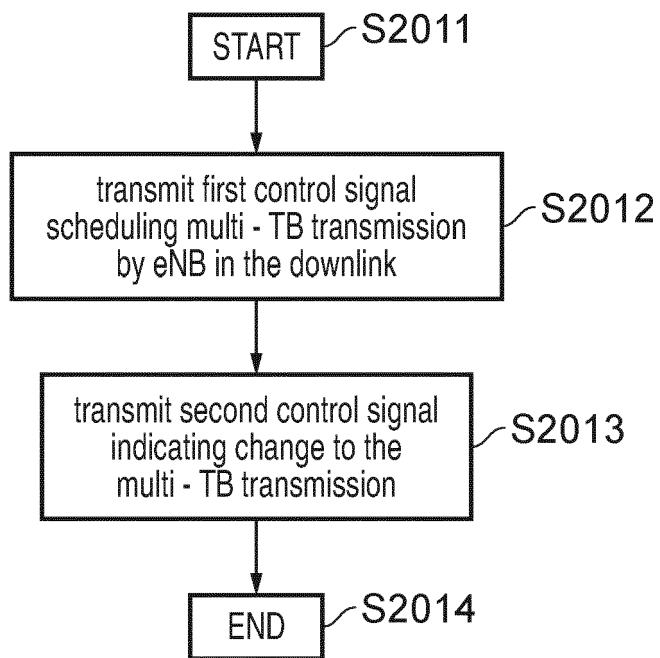 START
S2011
transmit first control signal
scheduling multi - TB transmission
by eNB in the downlink
S2012
transmit second control signal
indicating change to the
multi - TB transmission
S2013
END
S2014